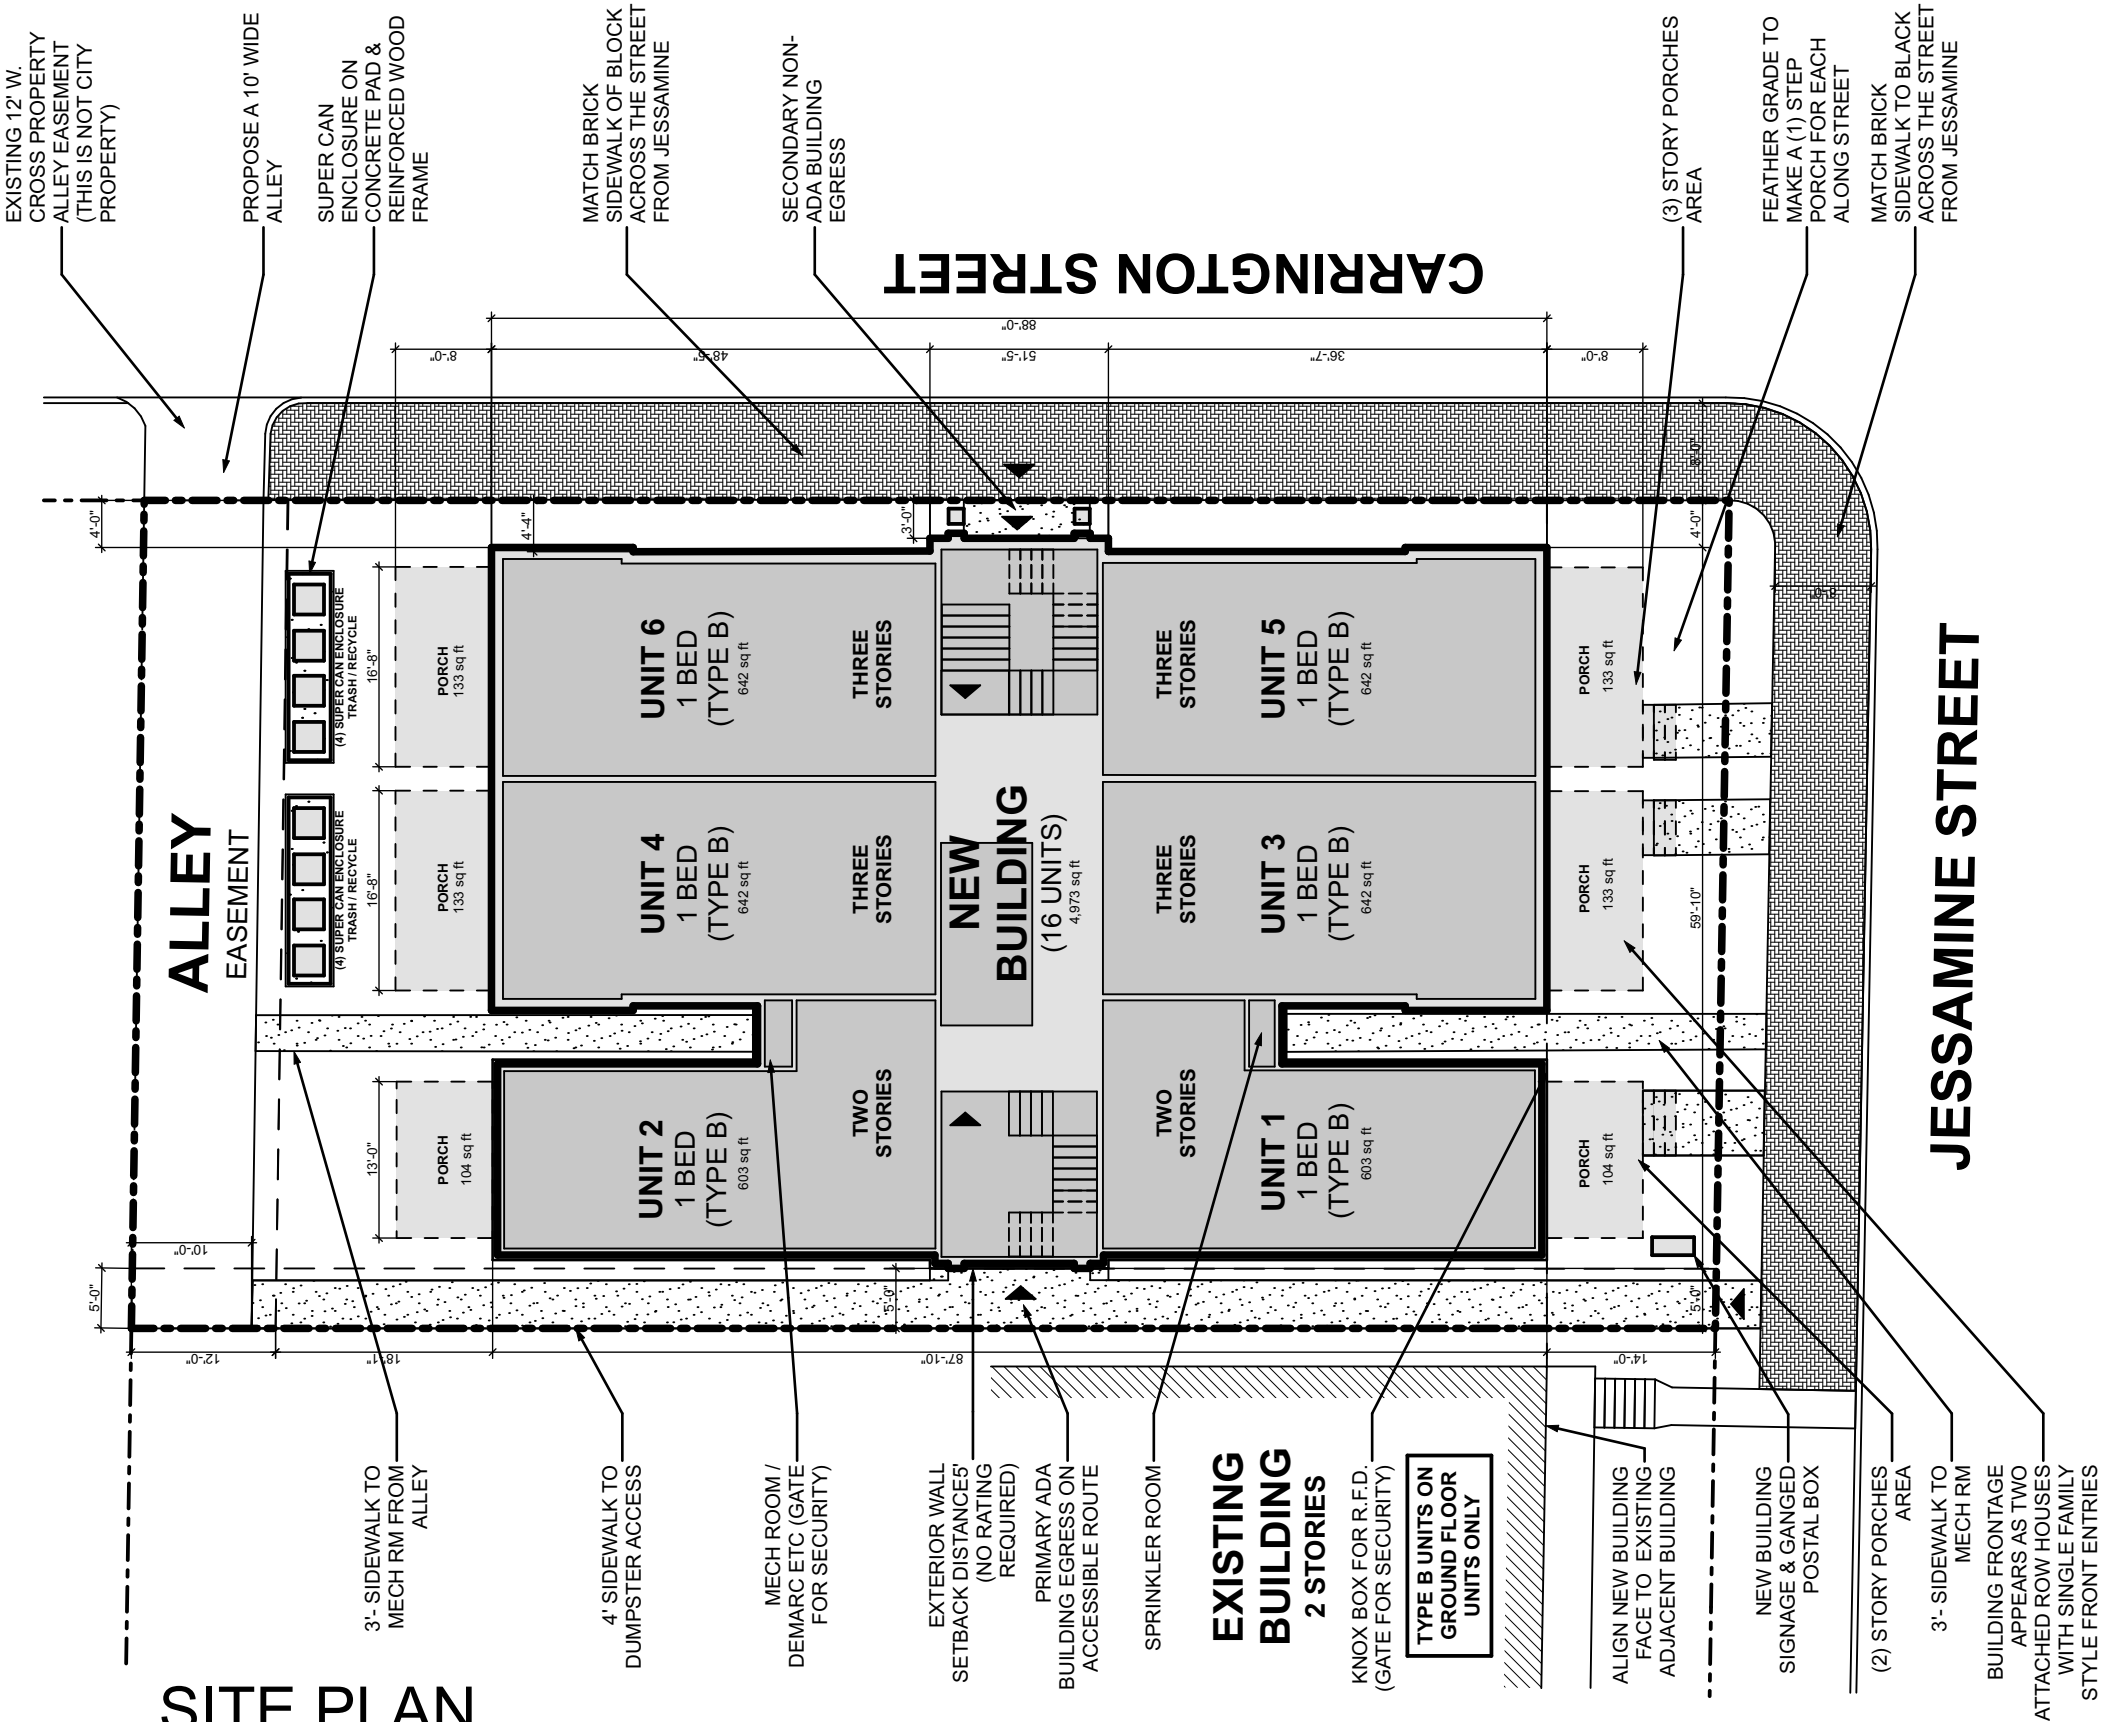 EXISTING 12' W.
CROSS PROPERTY
ALLEY EASEMENT
(THIS IS NOT CITY
PROPERTY)
PROPOSE A 10' WIDE
ALLEY
SUPER CAN
ENCLOSURE ON
CONCRETE PAD &
REINFORCED WOOD
FRAME
MATCH BRICK
SIDEWALK OF BLOCK
ACROSS THE STREET
FROM JESSAMINE
SECONDARY NON-
ADA BUILDING
EGRESS
(3) STORY PORCHES
AREA
FEATHER GRADE TO
MAKE A (1) STEP
PORCH FOR EACH
ALONG STREET
MATCH BRICK
SIDEWALK TO BLACK
ACROSS THE STREET
FROM JESSAMINE
CARRINGTON STREET
88'-0"
8'-0"
48'-5"
51'-5"
36'-7"
8'-0"
4'-0"
4'-4"
3'-0"
8'-0"
4'-0"
8'-0"
(4) SUPER CAN ENCLOSURE
TRASH / RECYCLE
16'-8"
PORCH
133 sq ft
UNIT 6
1 BED
(TYPE B)
642 sq ft
THREE
STORIES
THREE
STORIES
UNIT 5
1 BED
(TYPE B)
642 sq ft
PORCH
133 sq ft
ALLEY
EASEMENT
(4) SUPER CAN ENCLOSURE
TRASH / RECYCLE
16'-8"
PORCH
133 sq ft
UNIT 4
1 BED
(TYPE B)
642 sq ft
THREE
STORIES
NEW
BUILDING
(16 UNITS)
4,973 sq ft
THREE
STORIES
UNIT 3
1 BED
(TYPE B)
642 sq ft
PORCH
133 sq ft
59'-10"
JESSAMINE STREET
13'-0"
PORCH
104 sq ft
UNIT 2
1 BED
(TYPE B)
603 sq ft
TWO
STORIES
TWO
STORIES
UNIT 1
1 BED
(TYPE B)
603 sq ft
PORCH
104 sq ft
10'-0"
5'-0"
5'-0"
5'-0"
12'-0"
18'-1"
87'-10"
14'-0"
3'- SIDEWALK TO
MECH RM FROM
ALLEY
4' SIDEWALK TO
DUMPSTER ACCESS
MECH ROOM /
DEMARC ETC (GATE
FOR SECURITY)
EXTERIOR WALL
SETBACK DISTANCE5'
(NO RATING
REQUIRED)
PRIMARY ADA
BUILDING EGRESS ON
ACCESSIBLE ROUTE
SPRINKLER ROOM
EXISTING
BUILDING
2 STORIES
KNOX BOX FOR R.F.D.
(GATE FOR SECURITY)
TYPE B UNITS ON
GROUND FLOOR
UNITS ONLY
ALIGN NEW BUILDING
FACE TO EXISTING
ADJACENT BUILDING
NEW BUILDING
SIGNAGE & GANGED
POSTAL BOX
(2) STORY PORCHES
AREA
3'- SIDEWALK TO
MECH RM
BUILDING FRONTAGE
APPEARS AS TWO
ATTACHED ROW HOUSES
WITH SINGLE FAMILY
STYLE FRONT ENTRIES
SITE PLAN